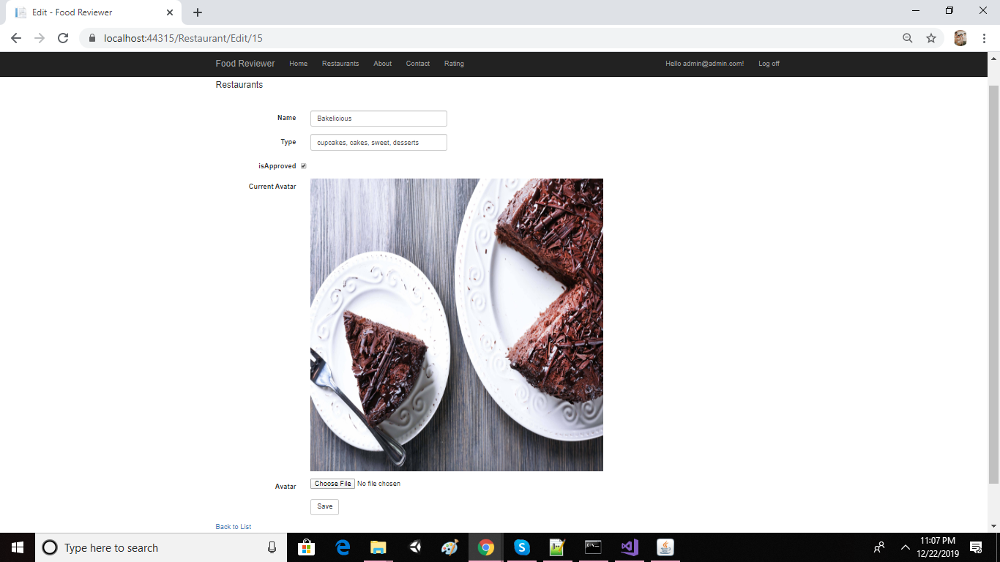 Edit - Food Reviewer
localhost:44315/Restaurant/Edit/15
Food Reviewer Home Restaurants About Contact Rating Hello admin@admin.com! Log off
Restaurants
Name Bakelicious
Type cupcakes, cakes, sweet, desserts
isApproved
Current Avatar
Avatar Choose File No file chosen
Save
Back to List
Type here to search
11:07 PM
12/22/2019